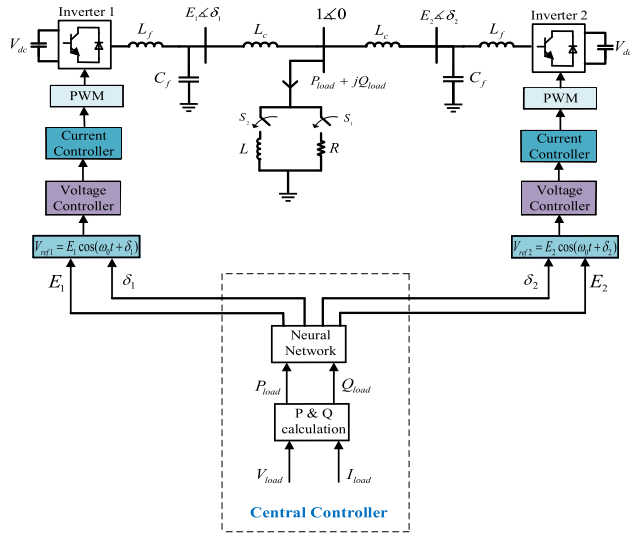 Inverter 1
V_dc
L_f
E_1∡δ_1
L_c
1∡0
L_c
E_2∡δ_2
L_f
Inverter 2
V_dc
C_f
P_load + jQ_load
C_f
PWM
PWM
S_2
S_1
L
R
Current
Controller
Current
Controller
Voltage
Controller
Voltage
Controller
V_ref1 = E_1 cos(ω_0t + δ_1)
V_ref2 = E_2 cos(ω_0t + δ_2)
E_1
δ_1
δ_2
E_2
Neural
Network
P_load
Q_load
P & Q
calculation
V_load
I_load
Central Controller